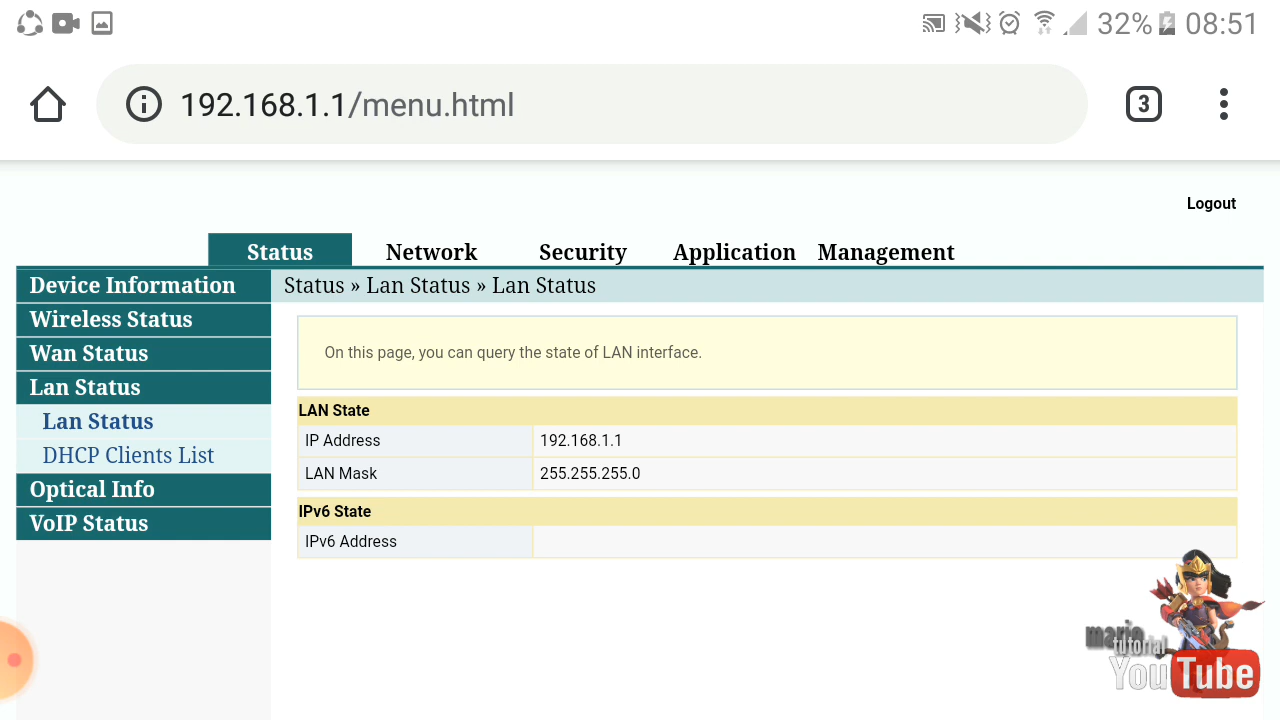 32% 08:51
192.168.1.1/menu.html
3
Logout
Status Network Security Application Management
Device Information
Status » Lan Status » Lan Status
Wireless Status
Wan Status
Lan Status
Lan Status
DHCP Clients List
Optical Info
VoIP Status
On this page, you can query the state of LAN interface.
LAN State
IP Address 192.168.1.1
LAN Mask 255.255.255.0
IPv6 State
IPv6 Address
mario
tutorial
YouTube